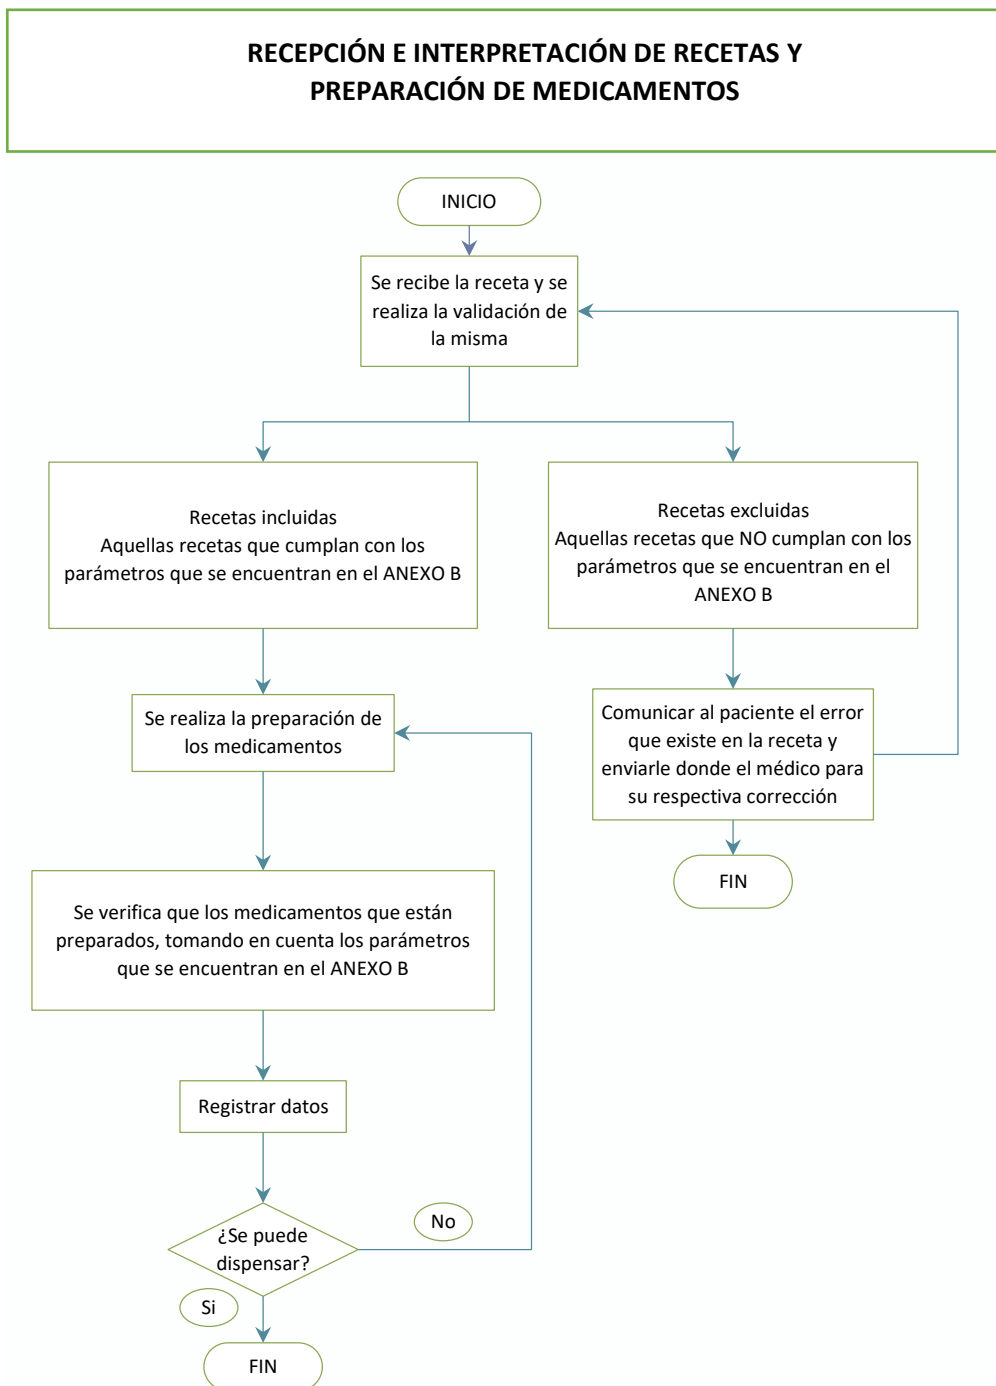 RECEPCIÓN E INTERPRETACIÓN DE RECETAS Y
PREPARACIÓN DE MEDICAMENTOS
INICIO
Se recibe la receta y se
realiza la validación de
la misma
Recetas incluidas
Aquellas recetas que cumplan con los
parámetros que se encuentran en el ANEXO B
Recetas excluidas
Aquellas recetas que NO cumplan con los
parámetros que se encuentran en el
ANEXO B
Se realiza la preparación de
los medicamentos
Comunicar al paciente el error
que existe en la receta y
enviarle donde el médico para
su respectiva corrección
FIN
Se verifica que los medicamentos que están
preparados, tomando en cuenta los parámetros
que se encuentran en el ANEXO B
Registrar datos
¿Se puede
dispensar?
No
Si
FIN